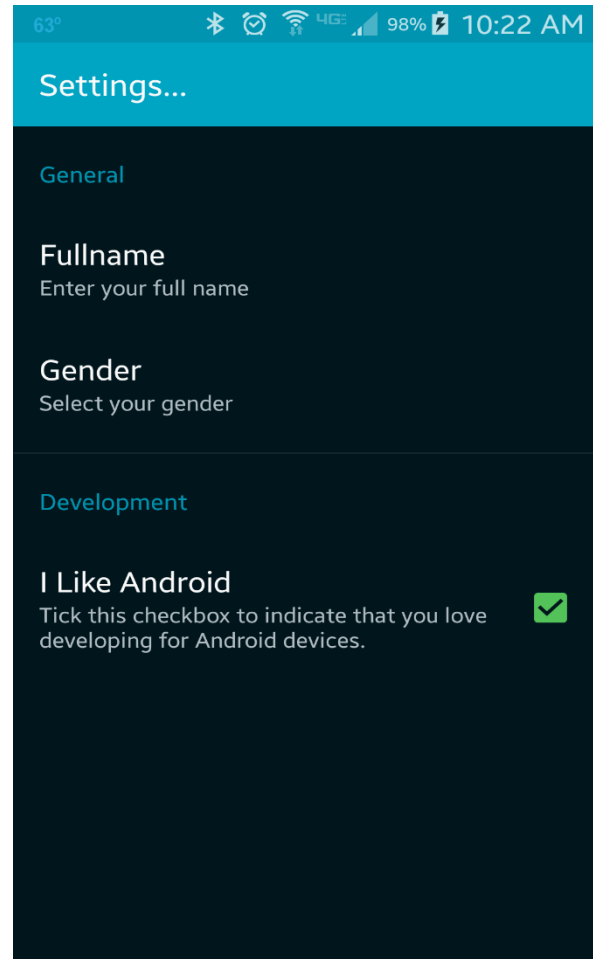 63° 4G 98% 10:22 AM
Settings...
General
Fullname
Enter your full name
Gender
Select your gender
Development
I Like Android
Tick this checkbox to indicate that you love
developing for Android devices.